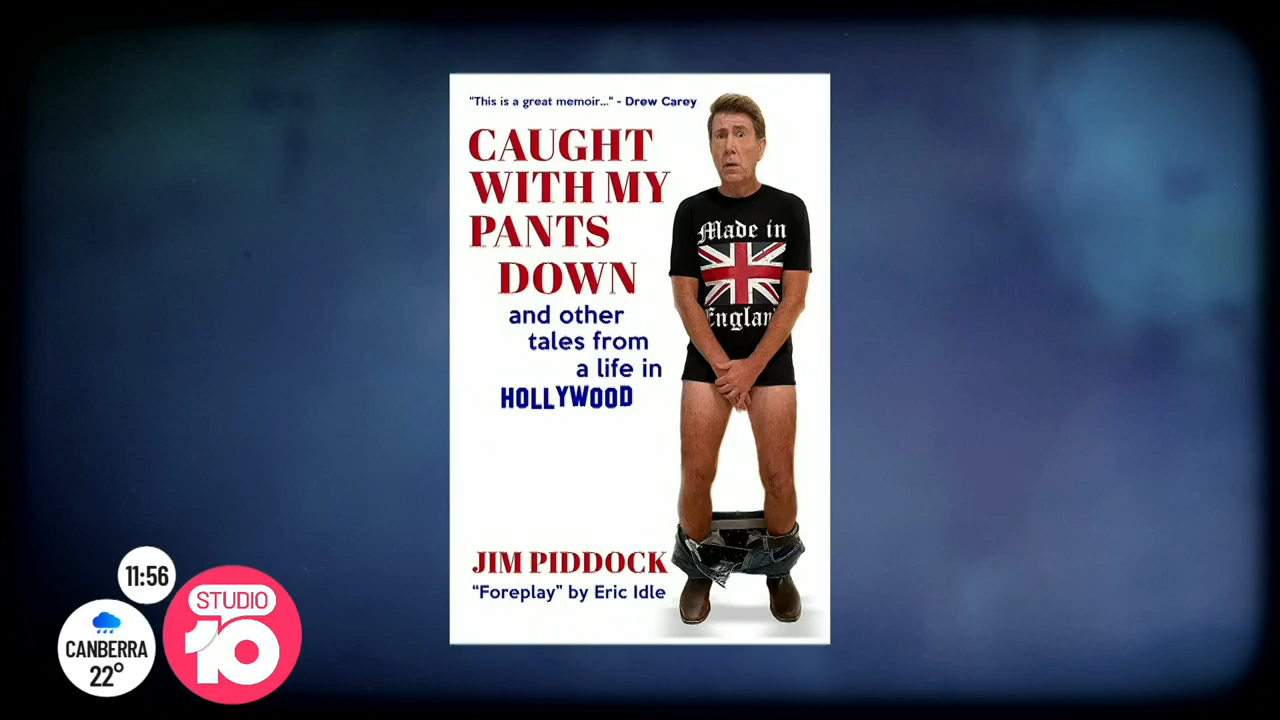 "This is a great memoir..." - Drew Carey
CAUGHT
WITH MY
PANTS
DOWN
and other
tales from
a life in
HOLLYWOOD
Made in
Englan
JIM PIDDOCK
"Foreplay" by Eric Idle
11:56
STUDIO
10
CANBERRA
22°